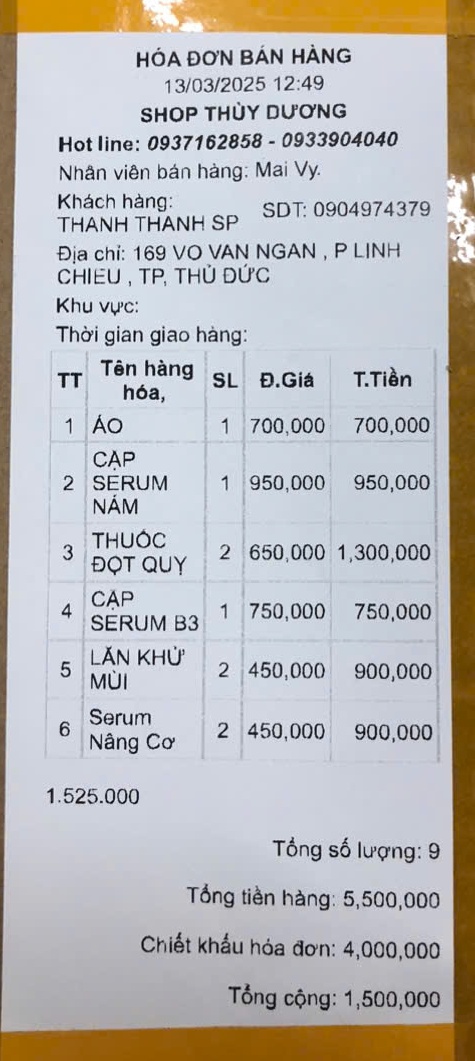 HÓA ĐƠN BÁN HÀNG
13/03/2025 12:49
SHOP THÙY DƯƠNG
Hot line: 0937162858 - 0933904040
Nhân viên bán hàng: Mai Vy.
Khách hàng:
THANH THANH SP SDT: 0904974379
Địa chỉ: 169 VO VAN NGAN , P LINH
CHIEU , TP, THỦ ĐỨC
Khu vực:
Thời gian giao hàng:
TT Tên hàng hóa, SL Đ.Giá T.Tiền
1 ÁO 1 700,000 700,000
2 CẶP SERUM NÁM 1 950,000 950,000
3 THUỐC ĐỘT QUỴ 2 650,000 1,300,000
4 CẶP SERUM B3 1 750,000 750,000
5 LĂN KHỬ MÙI 2 450,000 900,000
6 Serum Nâng Cơ 2 450,000 900,000
1.525.000
Tổng số lượng: 9
Tổng tiền hàng: 5,500,000
Chiết khấu hóa đơn: 4,000,000
Tổng cộng: 1,500,000